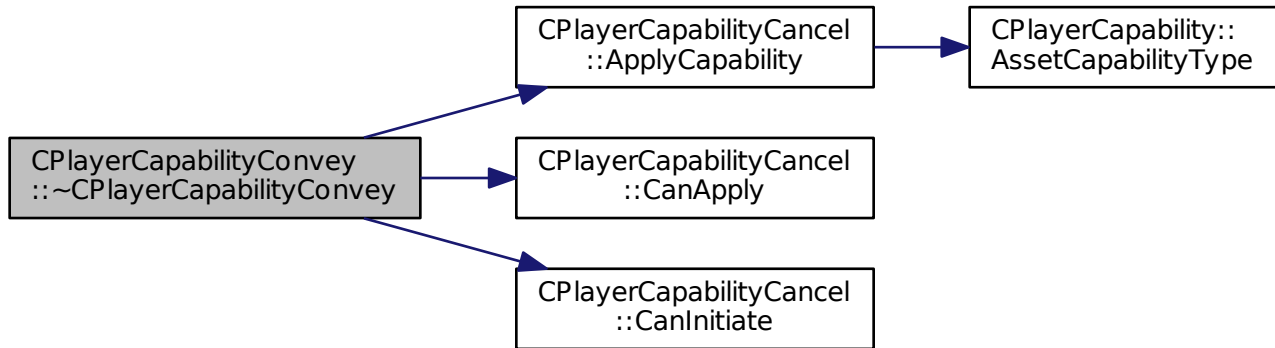 CPlayerCapabilityConvey
::~CPlayerCapabilityConvey
CPlayerCapabilityCancel
::ApplyCapability
CPlayerCapability::
AssetCapabilityType
CPlayerCapabilityCancel
::CanApply
CPlayerCapabilityCancel
::CanInitiate